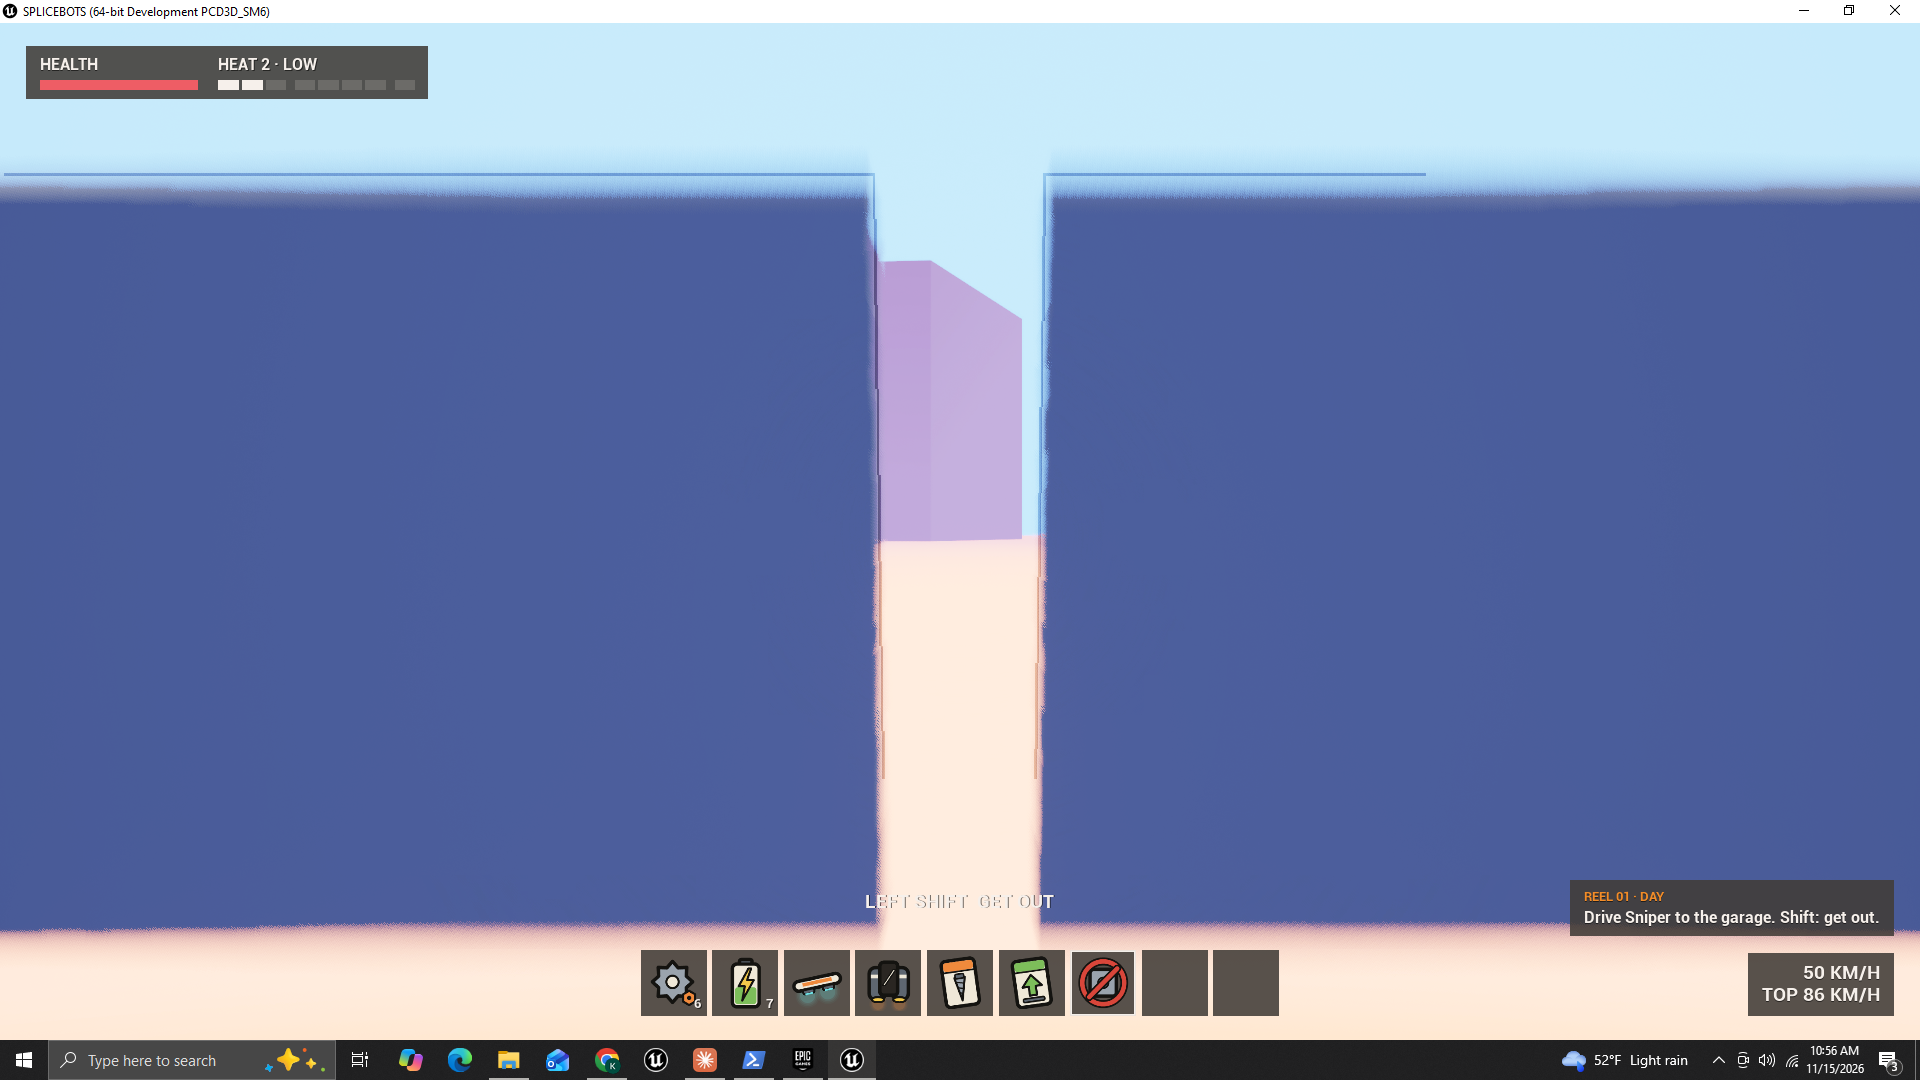 SPLICEBOTS (64-bit Development PCD3D_SM6)
HEALTH
HEAT 2 · LOW
LEFT SHIFT GET OUT
REEL 01 · DAY
Drive Sniper to the garage. Shift: get out.
6
7
50 KM/H
TOP 86 KM/H
Type here to search
K
EPIC
GAMES
52°F Light rain
10:56 AM
11/15/2026
3